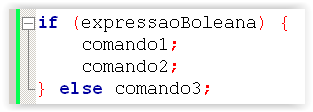 if (expressaoBoleana) {
comando1;
comando2;
} else comando3;